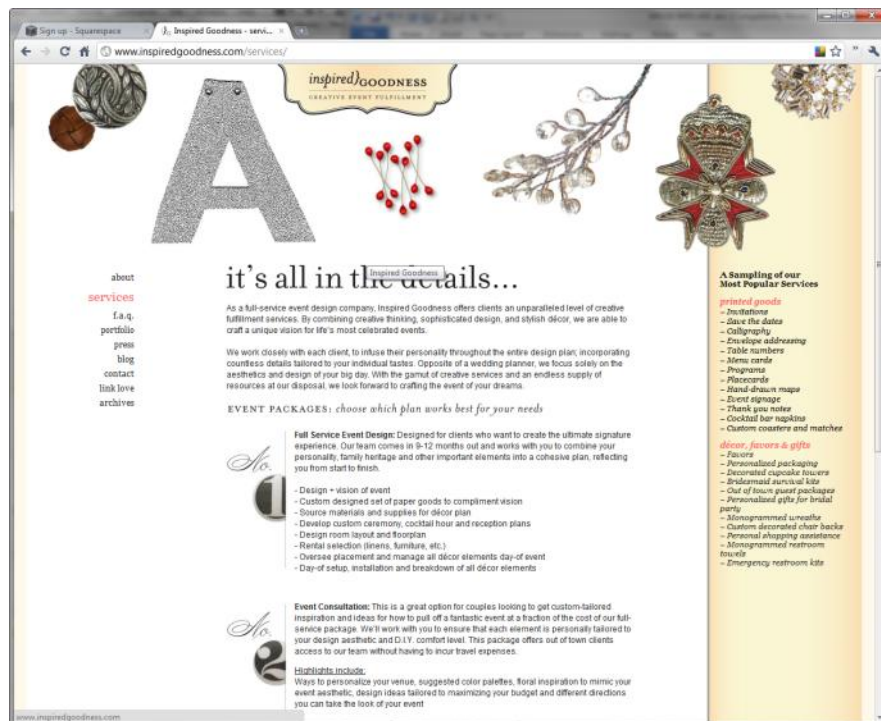 Sign up - Squarespace
Inspired Goodness - servi...
www.inspiredgoodness.com/services/
inspired GOODNESS
CREATIVE EVENT FULFILLMENT
A
about
services
f.a.q.
portfolio
press
blog
contact
link love
archives
it's all in the details...
Inspired Goodness
As a full-service event design company, Inspired Goodness offers clients an unparalleled level of creative
fulfillment services. By combining creative thinking, sophisticated design, and stylish décor, we are able to
craft a unique vision for life's most celebrated events.
We work closely with each client, to infuse their personality throughout the entire design plan; incorporating
countless details tailored to your individual tastes. Opposite of a wedding planner, we focus solely on the
aesthetics and design of your big day. With the gamut of creative services and an endless supply of
resources at our disposal, we look forward to crafting the event of your dreams.
EVENT PACKAGES: choose which plan works best for your needs
No.
1
Full Service Event Design: Designed for clients who want to create the ultimate signature
experience. Our team comes in 9-12 months out and works with you to combine your
personality, family heritage and other important elements into a cohesive plan, reflecting
you from start to finish.
- Design + vision of event
- Custom designed set of paper goods to compliment vision
- Source materials and supplies for décor plan
- Develop custom ceremony, cocktail hour and reception plans
- Design room layout and floorplan
- Rental selection (linens, furniture, etc.)
- Oversee placement and manage all décor elements day-of event
- Day-of setup, installation and breakdown of all décor elements
No.
2
Event Consultation: This is a great option for couples looking to get custom-tailored
inspiration and ideas for how to pull off a fantastic event at a fraction of the cost of our full-
service package. We'll work with you to ensure that each element is personally tailored to
your design aesthetic and D.I.Y. comfort level. This package offers out of town clients
access to our team without having to incur travel expenses.
Highlights include:
Ways to personalize your venue, suggested color palettes, floral inspiration to mimic your
event aesthetic, design ideas tailored to maximizing your budget and different directions
you can take the look of your event
A Sampling of our
Most Popular Services
printed goods
~ Invitations
~ Save the dates
~ Calligraphy
~ Envelope addressing
~ Table numbers
~ Menu cards
~ Programs
~ Placecards
~ Hand-drawn maps
~ Event signage
~ Thank you notes
~ Cocktail bar napkins
~ Custom coasters and matches
décor, favors & gifts
~ Favors
~ Personalized packaging
~ Decorated cupcake towers
~ Bridesmaid survival kits
~ Out of town guest packages
~ Personalized gifts for bridal
party
~ Monogrammed wreaths
~ Custom decorated chair backs
~ Personal shopping assistance
~ Monogrammed restroom
towels
~ Emergency restroom kits
www.inspiredgoodness.com